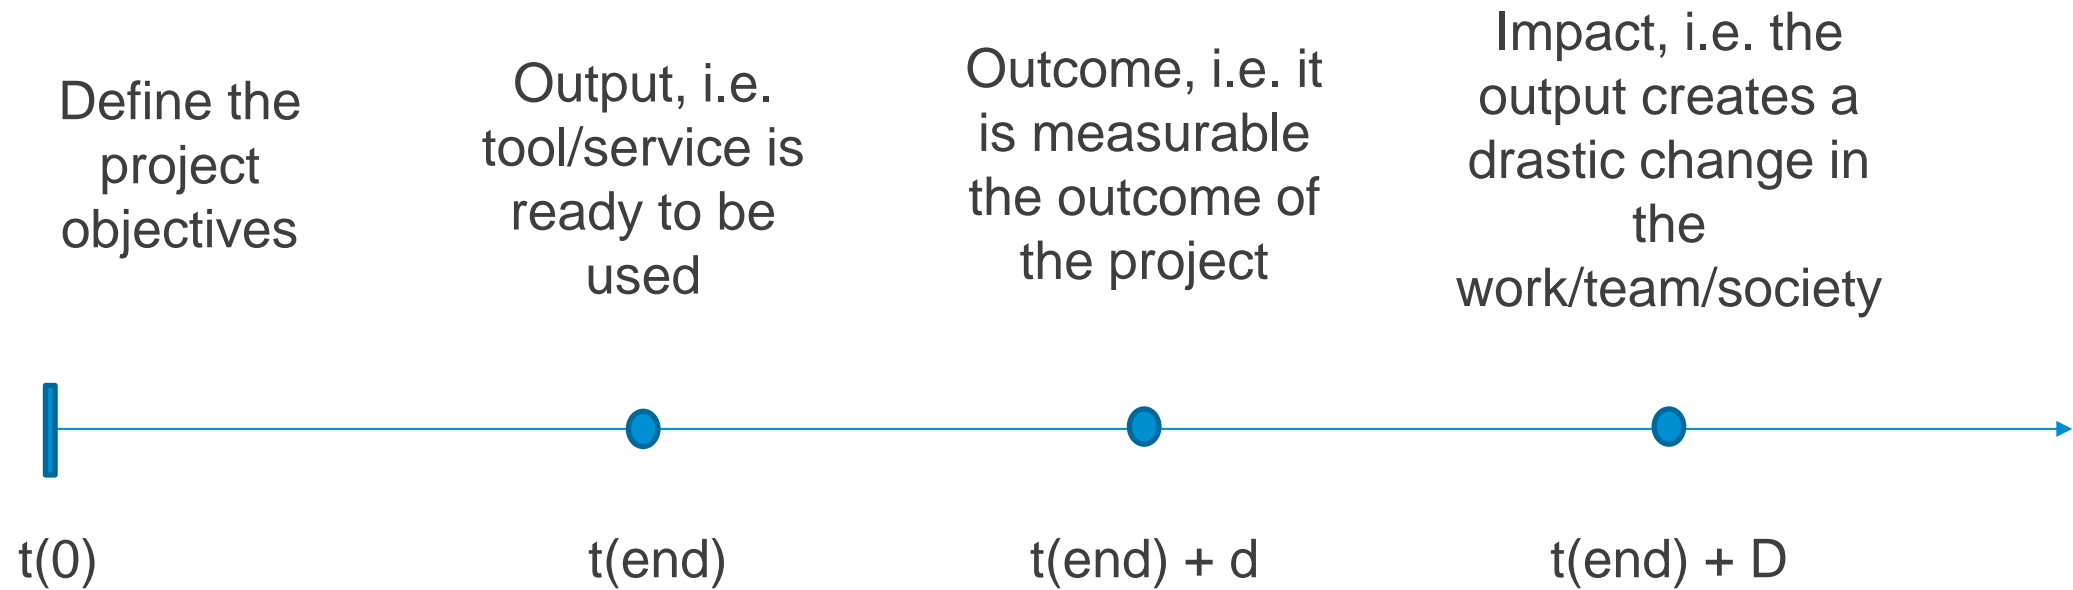 Define the
project
objectives
Output, i.e.
tool/service is
ready to be
used
Outcome, i.e. it
is measurable
the outcome of
the project
Impact, i.e. the
output creates a
drastic change in
the
work/team/society
t(0)
t(end)
t(end) + d
t(end) + D